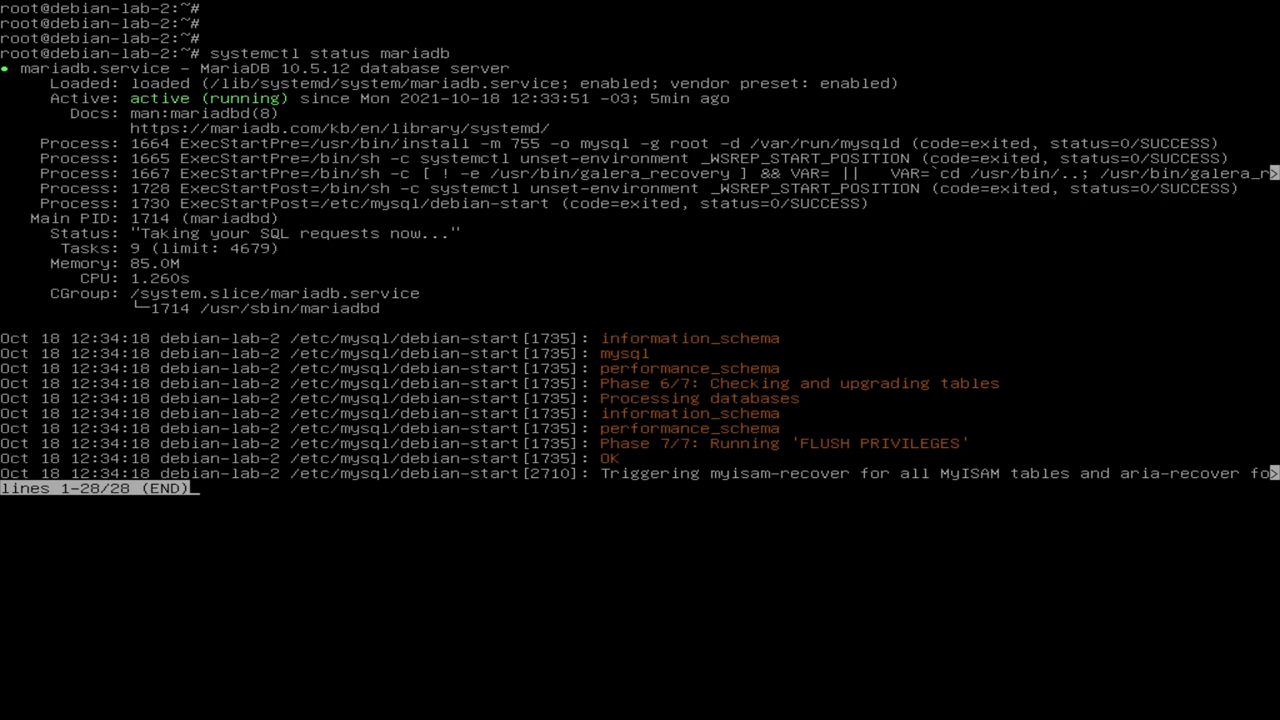 root@debian-lab-2:~#
root@debian-lab-2:~#
root@debian-lab-2:~#
root@debian-lab-2:~# systemctl status mariadb
● mariadb.service – MariaDB 10.5.12 database server
     Loaded: loaded (/lib/systemd/system/mariadb.service; enabled; vendor preset: enabled)
     Active: active (running) since Mon 2021-10-18 12:33:51 -03; 5min ago
       Docs: man:mariadbd(8)
             https://mariadb.com/kb/en/library/systemd/
    Process: 1664 ExecStartPre=/usr/bin/install -m 755 -o mysql -g root -d /var/run/mysqld (code=exited, status=0/SUCCESS)
    Process: 1665 ExecStartPre=/bin/sh -c systemctl unset-environment _WSREP_START_POSITION (code=exited, status=0/SUCCESS)
    Process: 1667 ExecStartPre=/bin/sh -c [ ! -e /usr/bin/galera_recovery ] && VAR= ||   VAR=`cd /usr/bin/..; /usr/bin/galera_r>
    Process: 1728 ExecStartPost=/bin/sh -c systemctl unset-environment _WSREP_START_POSITION (code=exited, status=0/SUCCESS)
    Process: 1730 ExecStartPost=/etc/mysql/debian-start (code=exited, status=0/SUCCESS)
   Main PID: 1714 (mariadbd)
     Status: "Taking your SQL requests now..."
      Tasks: 9 (limit: 4679)
     Memory: 85.0M
        CPU: 1.260s
     CGroup: /system.slice/mariadb.service
             └─1714 /usr/sbin/mariadbd
Oct 18 12:34:18 debian-lab-2 /etc/mysql/debian-start[1735]: information_schema
Oct 18 12:34:18 debian-lab-2 /etc/mysql/debian-start[1735]: mysql
Oct 18 12:34:18 debian-lab-2 /etc/mysql/debian-start[1735]: performance_schema
Oct 18 12:34:18 debian-lab-2 /etc/mysql/debian-start[1735]: Phase 6/7: Checking and upgrading tables
Oct 18 12:34:18 debian-lab-2 /etc/mysql/debian-start[1735]: Processing databases
Oct 18 12:34:18 debian-lab-2 /etc/mysql/debian-start[1735]: information_schema
Oct 18 12:34:18 debian-lab-2 /etc/mysql/debian-start[1735]: performance_schema
Oct 18 12:34:18 debian-lab-2 /etc/mysql/debian-start[1735]: Phase 7/7: Running 'FLUSH PRIVILEGES'
Oct 18 12:34:18 debian-lab-2 /etc/mysql/debian-start[1735]: OK
Oct 18 12:34:18 debian-lab-2 /etc/mysql/debian-start[2710]: Triggering myisam-recover for all MyISAM tables and aria-recover fo>
lines 1-28/28 (END)